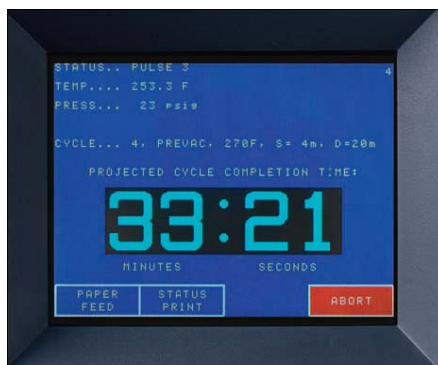 STATUS.. PULSE 3
4
TEMP.... 253.3 F
PRESS... 23 psig
CYCLE... 4, PREVAC, 270F, S= 4m, D=20m
PROJECTED CYCLE COMPLETION TIME:
33:21
MINUTES SECONDS
PAPER FEED
STATUS PRINT
ABORT